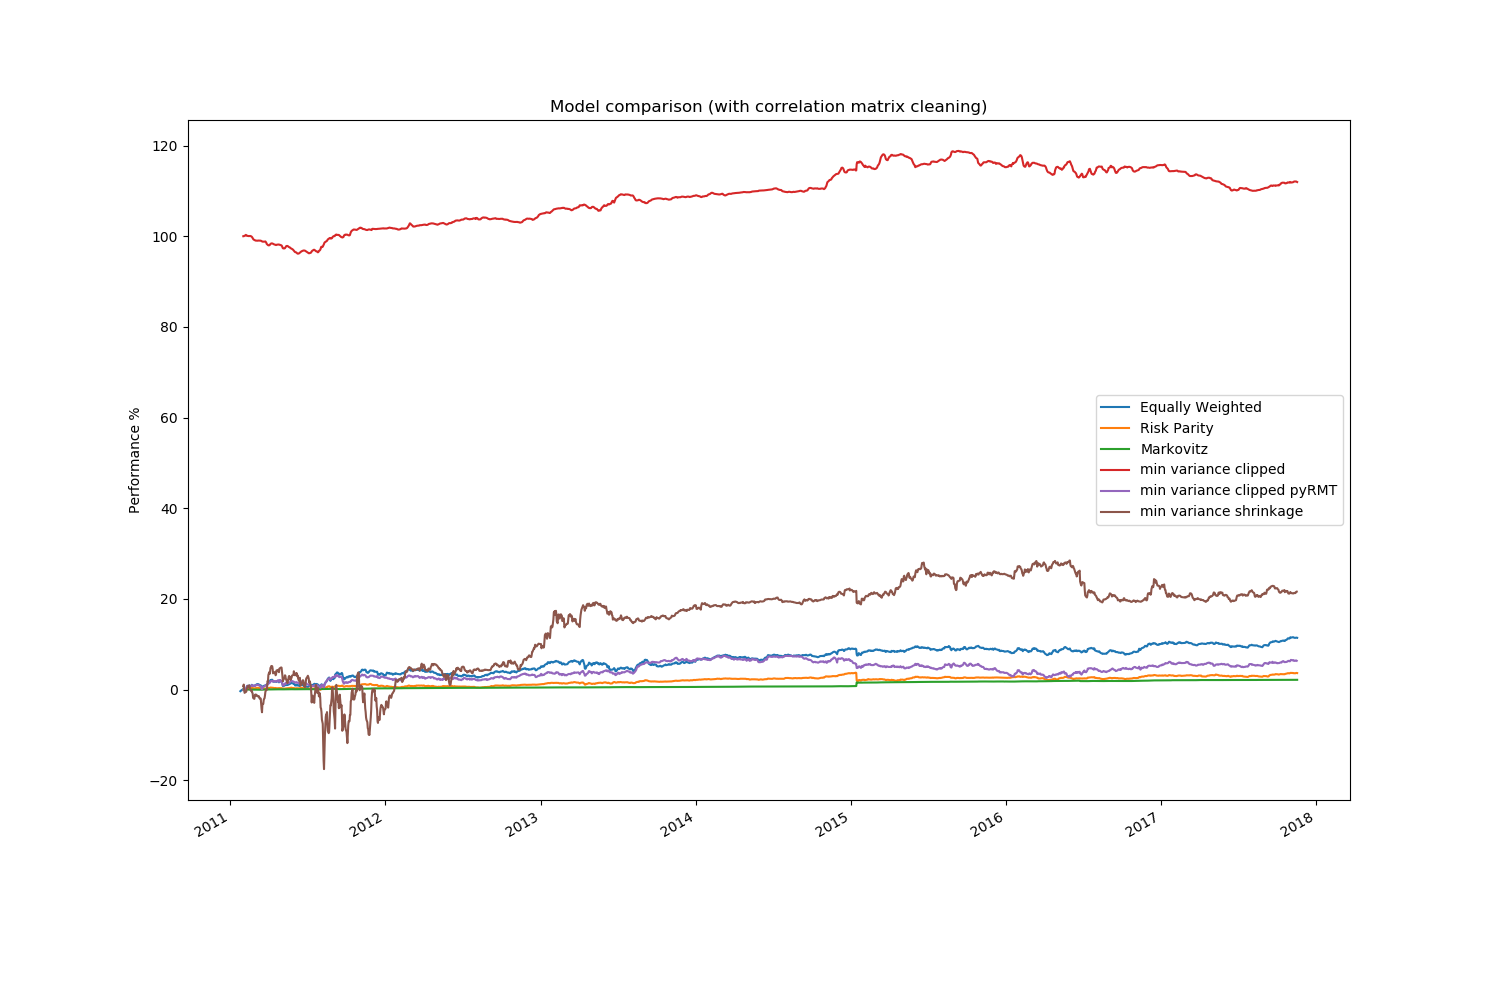 Model comparison (with correlation matrix cleaning)
120
100
80
60
40
20
0
−20
Performance %
Equally Weighted
Risk Parity
Markovitz
min variance clipped
min variance clipped pyRMT
min variance shrinkage
2011
2012
2013
2014
2015
2016
2017
2018